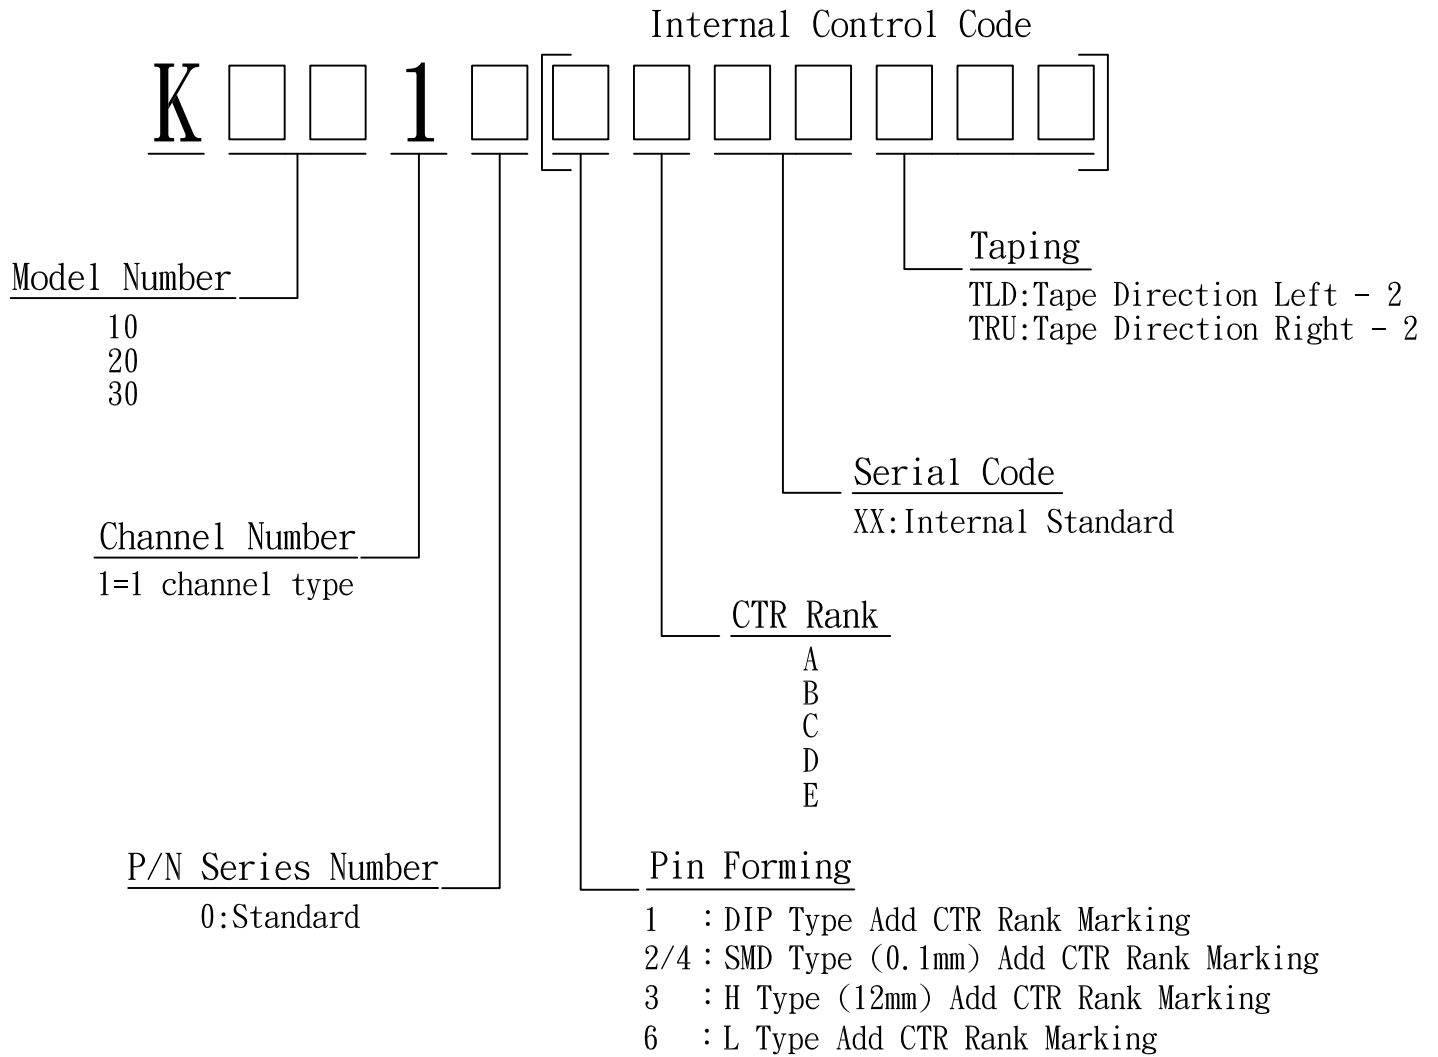 Internal Control Code
K 1
Taping
TLD:Tape Direction Left - 2
TRU:Tape Direction Right - 2
Model Number
10
20
30
Serial Code
XX:Internal Standard
Channel Number
1=1 channel type
CTR Rank
A
B
C
D
E
P/N Series Number
0:Standard
Pin Forming
1 : DIP Type Add CTR Rank Marking
2/4 : SMD Type (0.1mm) Add CTR Rank Marking
3 : H Type (12mm) Add CTR Rank Marking
6 : L Type Add CTR Rank Marking